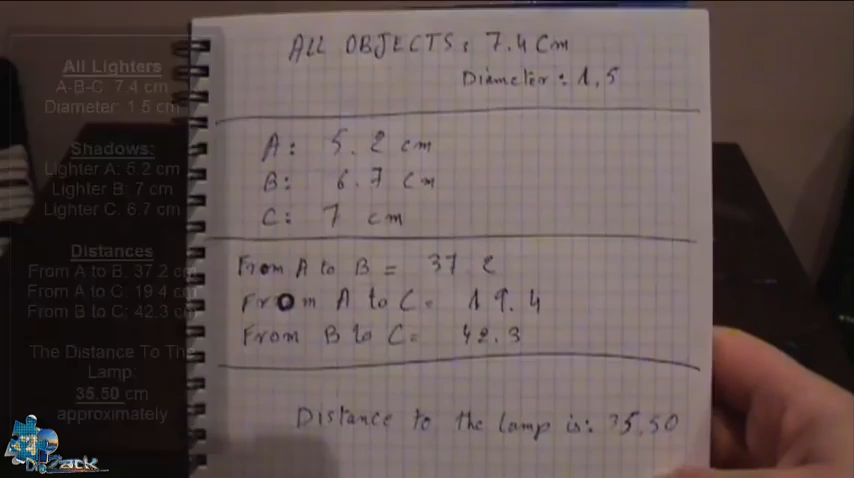 All Lighters
A-B-C: 7.4 cm
Diameter: 1.5 cm
Shadows:
Lighter A: 5.2 cm
Lighter B: 7 cm
Lighter C: 6.7 cm
Distances
From A to B: 37.2 cm
From A to C: 19.4 cm
From B to C: 42.3 cm
The Distance To The
Lamp:
35.50 cm
approximately
ALL OBJECTS: 7.4 Cm
Diameter: 1,5
A: 5.2 cm
B: 6.7 cm
C: 7 cm
From A to B = 37.2
From A to C = 19.4
From B to C = 42.3
Distance to the lamp is: 35,50
Zack